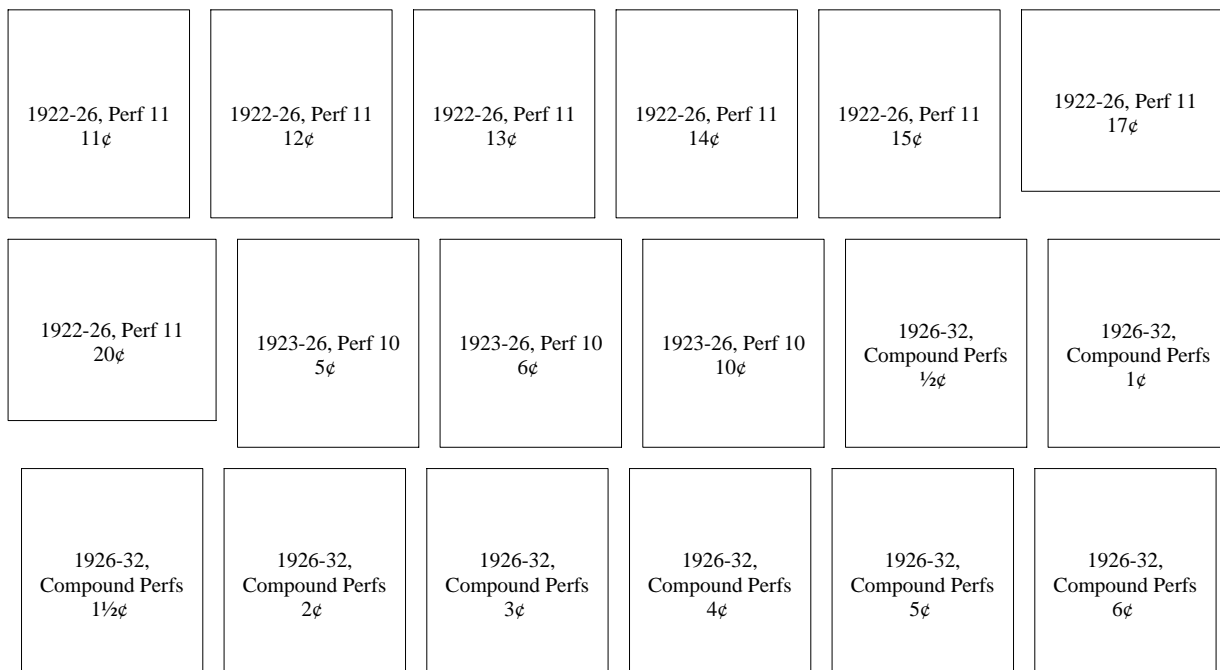 1922-26, Perf 11
11¢
1922-26, Perf 11
12¢
1922-26, Perf 11
13¢
1922-26, Perf 11
14¢
1922-26, Perf 11
15¢
1922-26, Perf 11
17¢
1922-26, Perf 11
20¢
1923-26, Perf 10
5¢
1923-26, Perf 10
6¢
1923-26, Perf 10
10¢
1926-32,
Compound Perfs
½¢
1926-32,
Compound Perfs
1¢
1926-32,
Compound Perfs
1½¢
1926-32,
Compound Perfs
2¢
1926-32,
Compound Perfs
3¢
1926-32,
Compound Perfs
4¢
1926-32,
Compound Perfs
5¢
1926-32,
Compound Perfs
6¢